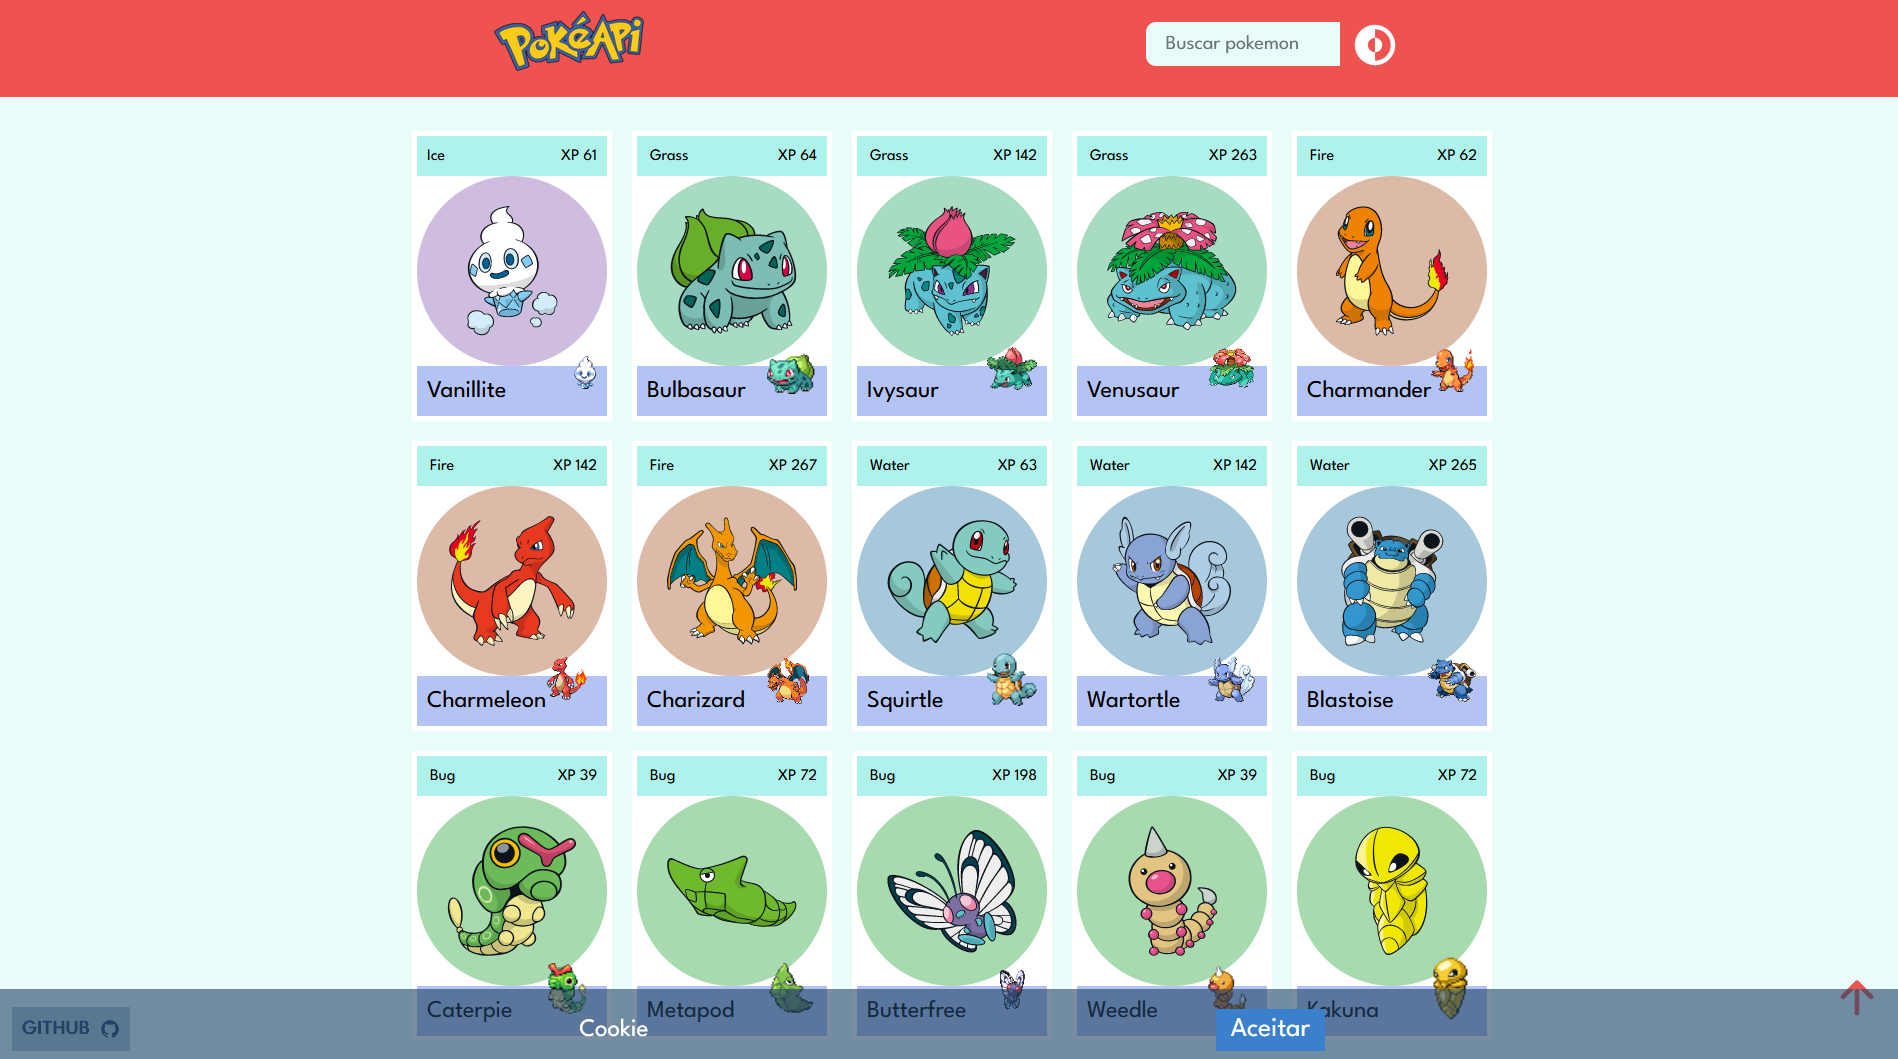 PokéApi
Buscar pokemon
Ice XP 61
Grass XP 64
Grass XP 142
Grass XP 263
Fire XP 62
Vanillite
Bulbasaur
Ivysaur
Venusaur
Charmander
Fire XP 142
Fire XP 267
Water XP 63
Water XP 142
Water XP 265
Charmeleon
Charizard
Squirtle
Wartortle
Blastoise
Bug XP 39
Bug XP 72
Bug XP 198
Bug XP 39
Bug XP 72
Caterpie
Metapod
Butterfree
Weedle
Kakuna
GITHUB
Cookie
Aceitar